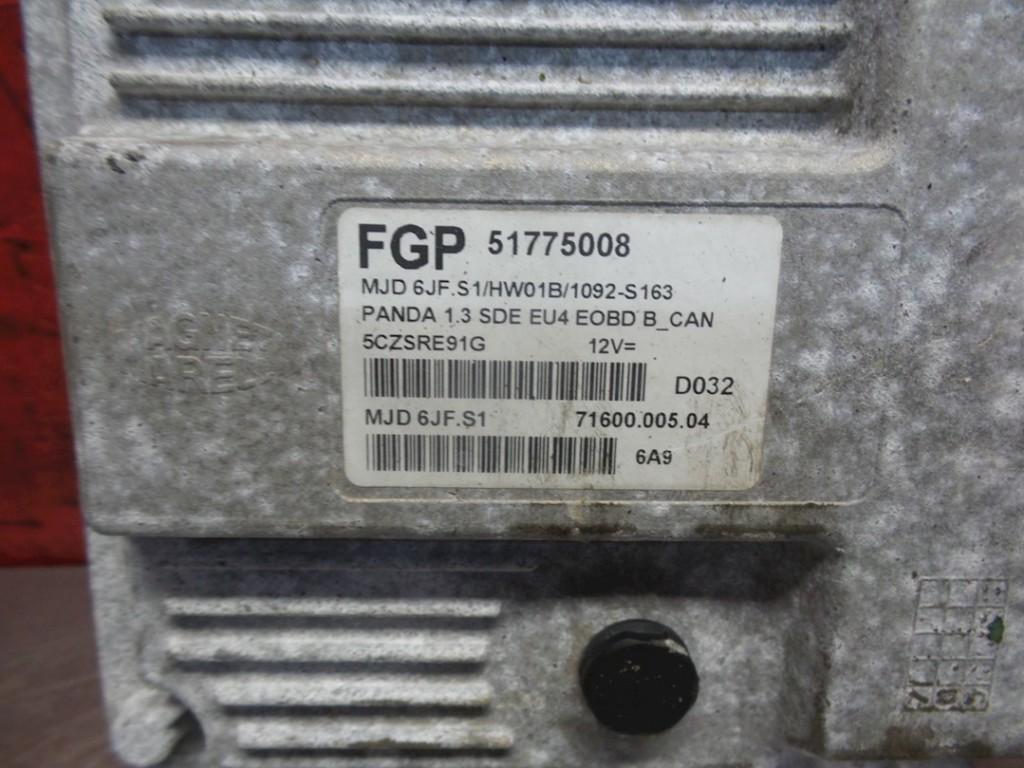 FGP 51775008
MJD 6JF.S1/HW01B/1092-S163
PANDA 1.3 SDE EU4 EOBD B_CAN
5CZSRE91G 12V=
D032
MJD 6JF.S1 71600.005.04
6A9